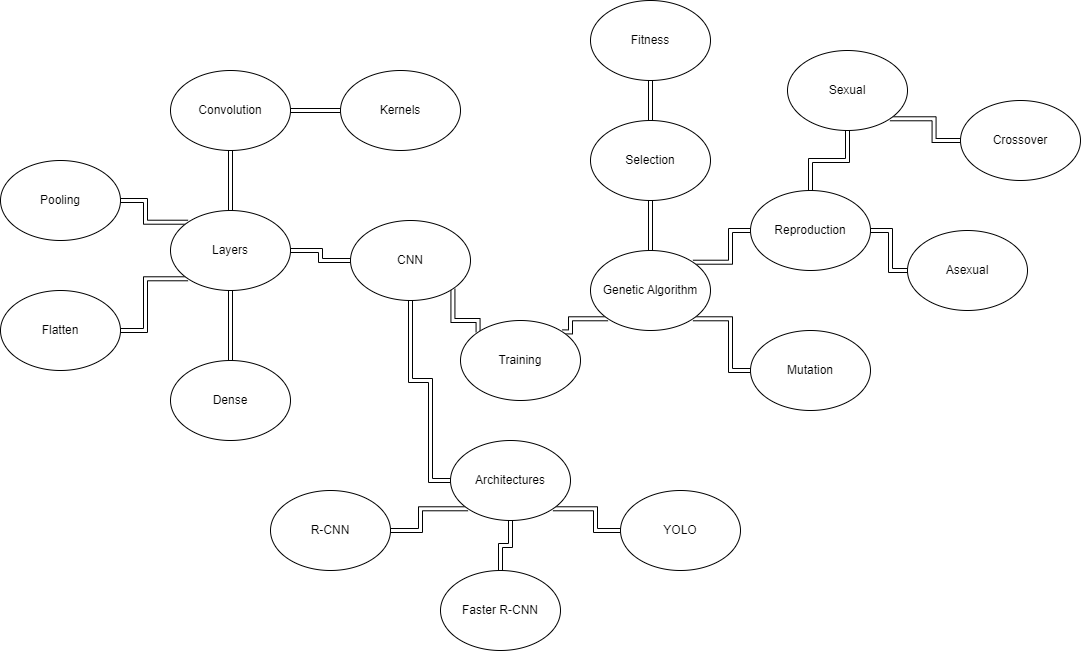 Fitness
Sexual
Convolution
Kernels
Crossover
Selection
Pooling
Reproduction
Layers
CNN
Asexual
Genetic Algorithm
Flatten
Training
Mutation
Dense
Architectures
R-CNN
YOLO
Faster R-CNN